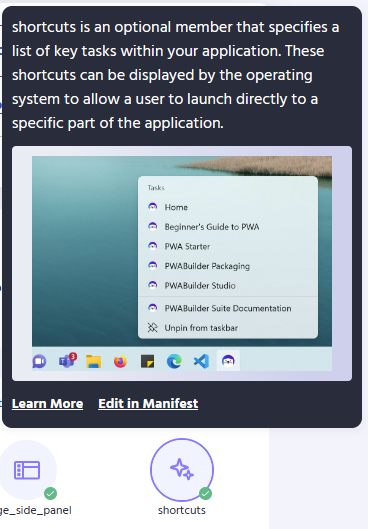 shortcuts is an optional member that specifies a
list of key tasks within your application. These
shortcuts can be displayed by the operating
system to allow a user to launch directly to a
specific part of the application.
Tasks
Home
Beginner's Guide to PWA
PWA Starter
PWABuilder Packaging
PWABuilder Studio
PWABuilder Suite Documentation
Unpin from taskbar
3
Learn More Edit in Manifest
ge_side_panel shortcuts